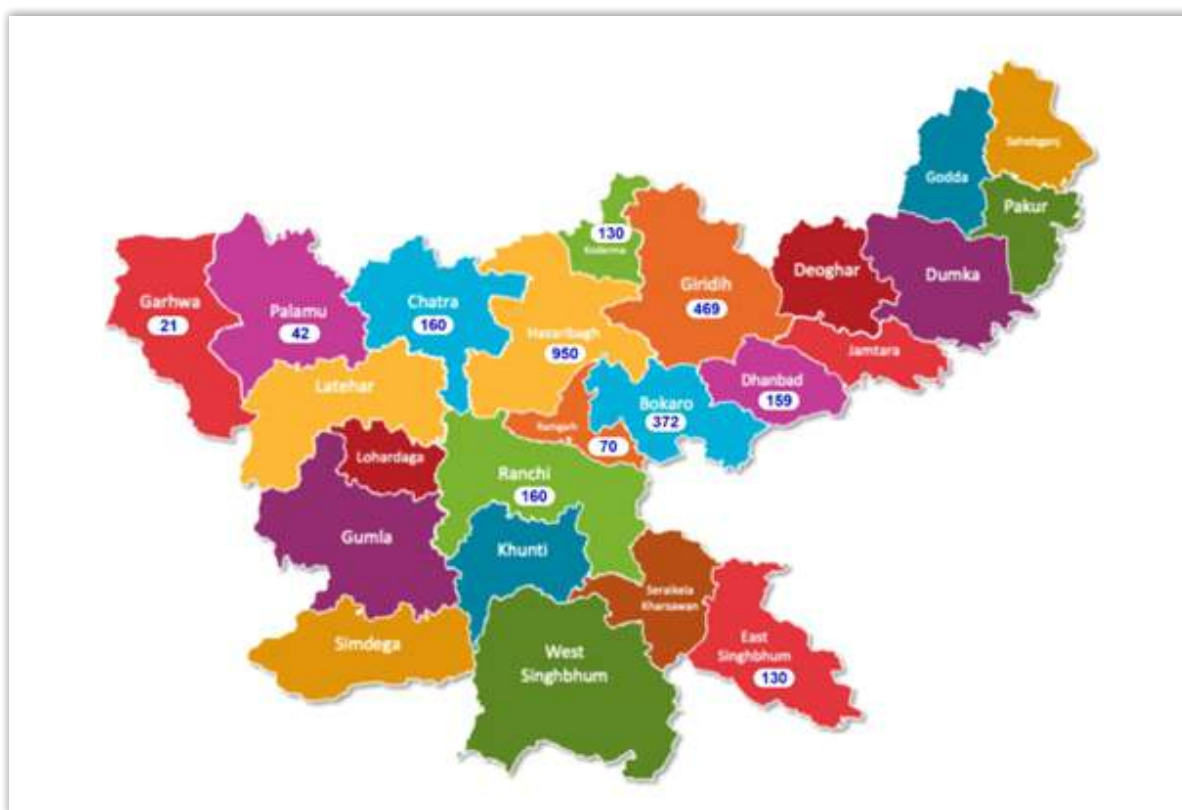 Sahebganj
Godda
Pakur
130
Koderma
Deoghar
Dumka
Giridih
469
Garhwa
21
Palamu
42
Chatra
160
Hazaribagh
950
Jamtara
Dhanbad
159
Latehar
Bokaro
372
Ramgarh
70
Lohardaga
Ranchi
160
Gumla
Khunti
Seraikela
Kharsawan
Simdega
West
Singhbhum
East
Singhbhum
130